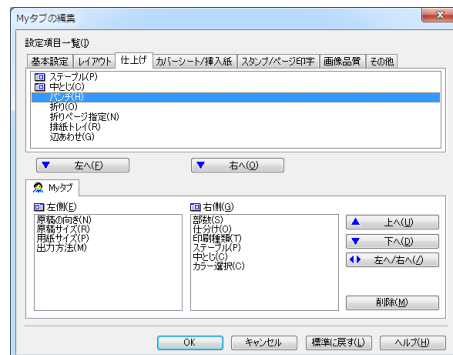 Myタブの編集
設定項目一覧(I)
基本設定 レイアウト 仕上げ カバーシート/挿入紙 スタンプ/ページ印字 画像品質 その他
ステープル(P)
中とじ(C)
パンチ(H)
折り(O)
折りページ指定(N)
排紙トレイ(R)
辺あわせ(G)
左へ(F) 右へ(Q)
Myタブ
左側(E)
原稿の向き(N)
原稿サイズ(R)
用紙サイズ(P)
出力方法(M)
右側(G)
部数(S)
仕分け(O)
印刷種類(T)
ステープル(P)
中とじ(C)
カラー選択(C)
上へ(U)
下へ(D)
左へ/右へ(/)
削除(M)
OK キャンセル 標準に戻す(L) ヘルプ(H)